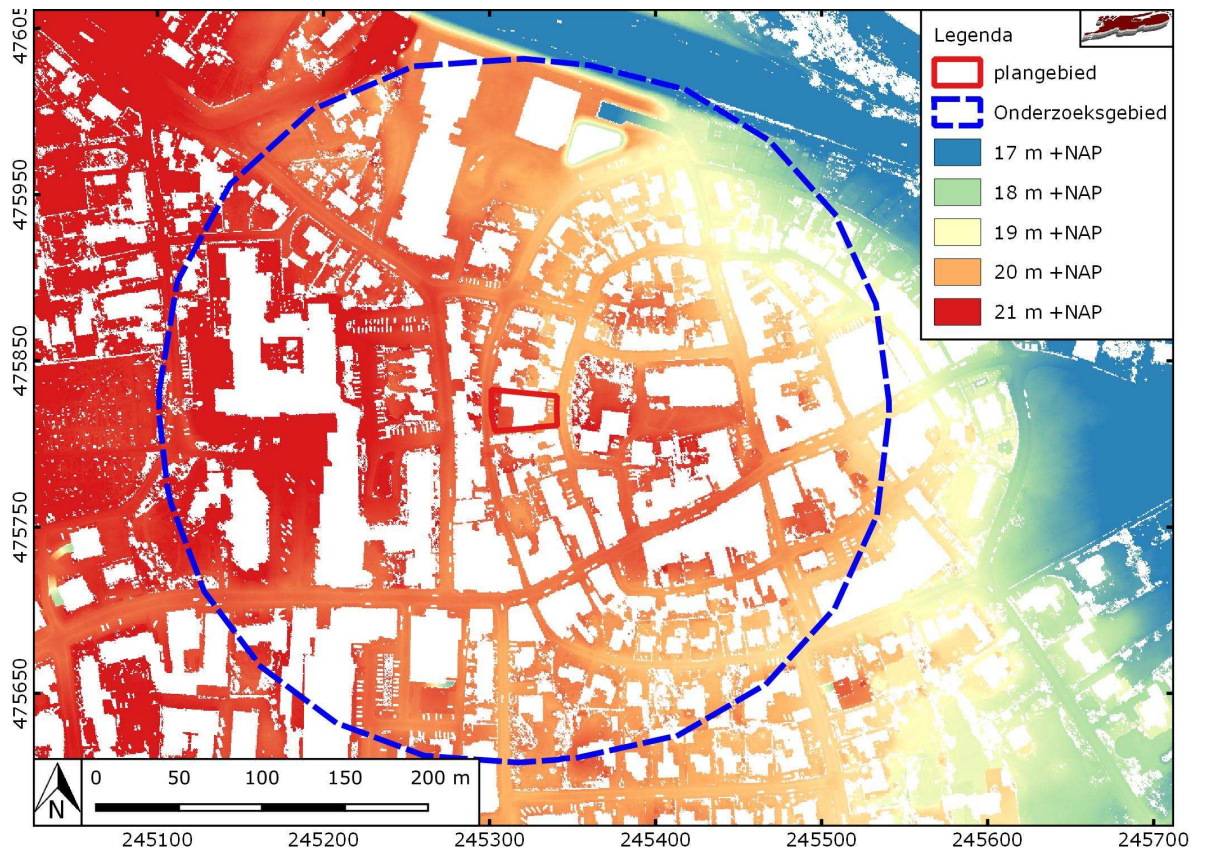 Legenda
plangebied
Onderzoeksgebied
17 m +NAP
18 m +NAP
19 m +NAP
20 m +NAP
21 m +NAP
47605
475950
475850
475750
475650
0 50 100 150 200 m
N
245100 245200 245300 245400 245500 245600 245700